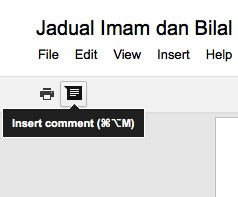 Jadual Imam dan Bilal
File Edit View Insert Help
Insert comment (⌘⌥M)